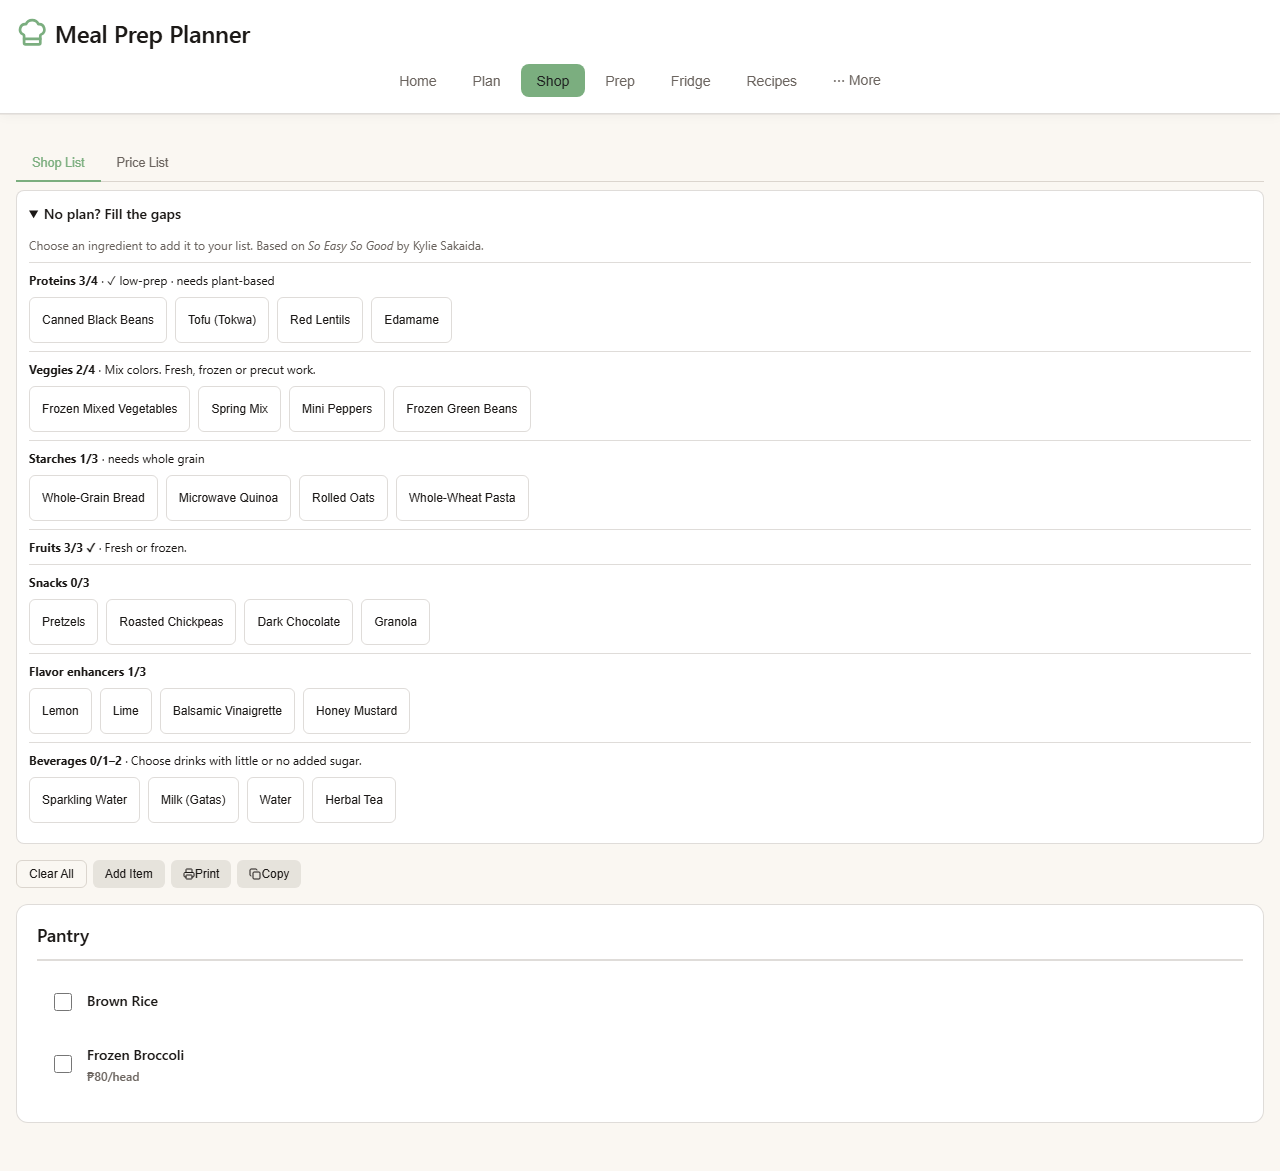 Meal Prep Planner
Home Plan Shop Prep Fridge Recipes ··· More
Shop List Price List
▼ No plan? Fill the gaps
Choose an ingredient to add it to your list. Based on So Easy So Good by Kylie Sakaida.
Proteins 3/4 · ✓ low-prep · needs plant-based
Canned Black Beans Tofu (Tokwa) Red Lentils Edamame
Veggies 2/4 · Mix colors. Fresh, frozen or precut work.
Frozen Mixed Vegetables Spring Mix Mini Peppers Frozen Green Beans
Starches 1/3 · needs whole grain
Whole-Grain Bread Microwave Quinoa Rolled Oats Whole-Wheat Pasta
Fruits 3/3 ✓ · Fresh or frozen.
Snacks 0/3
Pretzels Roasted Chickpeas Dark Chocolate Granola
Flavor enhancers 1/3
Lemon Lime Balsamic Vinaigrette Honey Mustard
Beverages 0/1–2 · Choose drinks with little or no added sugar.
Sparkling Water Milk (Gatas) Water Herbal Tea
Clear All Add Item Print Copy
Pantry
Brown Rice
Frozen Broccoli
₱80/head